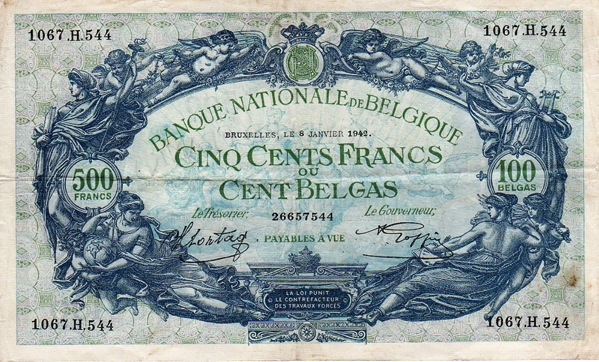 1067.H.544 1067.H.544
BANQUE NATIONALE DE BELGIQUE
BRUXELLES, LE 8 JANVIER 1942.
CINQ CENTS FRANCS
OU
CENT BELGAS
500
FRANCS
100
BELGAS
Le Trésorier, 26657544 Le Gouverneur,
PAYABLES A VUE
LA LOI PUNIT
LE CONTREFACTEUR
DES TRAVAUX FORCÉS
1067.H.544 1067.H.544